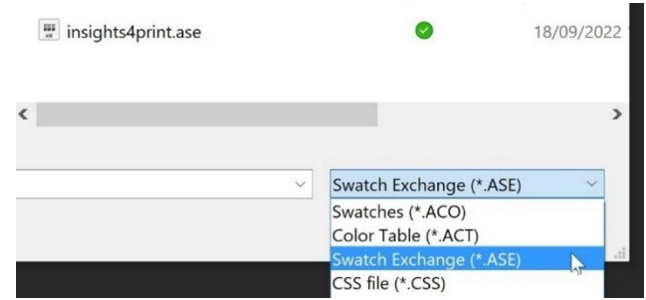 insights4print.ase 18/09/2022
Swatch Exchange (*.ASE)
Swatches (*.ACO)
Color Table (*.ACT)
Swatch Exchange (*.ASE)
CSS file (*.CSS)